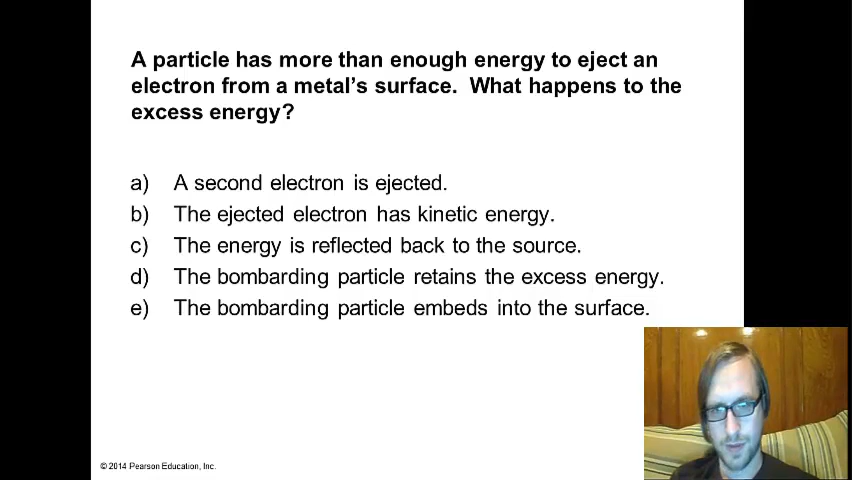 A particle has more than enough energy to eject an
electron from a metal's surface.  What happens to the
excess energy?
a) A second electron is ejected.
b) The ejected electron has kinetic energy.
c) The energy is reflected back to the source.
d) The bombarding particle retains the excess energy.
e) The bombarding particle embeds into the surface.
© 2014 Pearson Education, Inc.